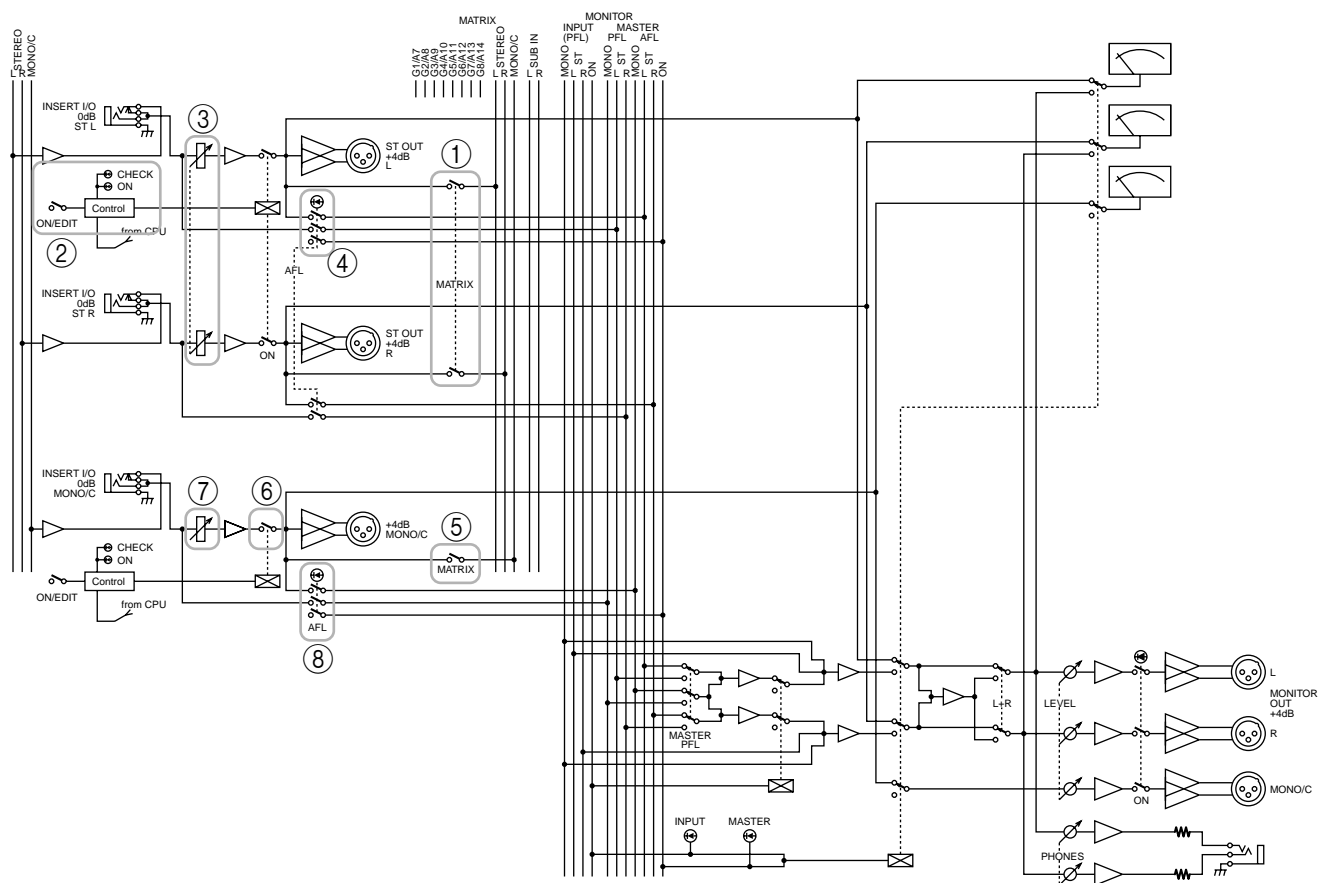 STEREO
L R
MONO/C
MATRIX
G1/A7
G2/A8
G3/A9
G4/A10
G5/A11
G6/A12
G7/A13
G8/A14
STEREO
L R
MONO/C
SUB IN
L R
MONITOR
INPUT
(PFL)
MASTER
PFL
AFL
MONO
ST
L R
ON
MONO
ST
L R
MONO
ST
L R
ON
INSERT I/O
0dB
ST L
③
ST OUT
+4dB
L
①
CHECK
ON
Control
ON/EDIT
from CPU
②
④
AFL
MATRIX
INSERT I/O
0dB
ST R
ON
ST OUT
+4dB
R
INSERT I/O
0dB
MONO/C
⑦
⑥
+4dB
MONO/C
⑤
MATRIX
CHECK
ON
Control
ON/EDIT
from CPU
AFL
⑧
MASTER
PFL
L+R
LEVEL
L
MONITOR
OUT
+4dB
R
ON
MONO/C
INPUT
MASTER
PHONES